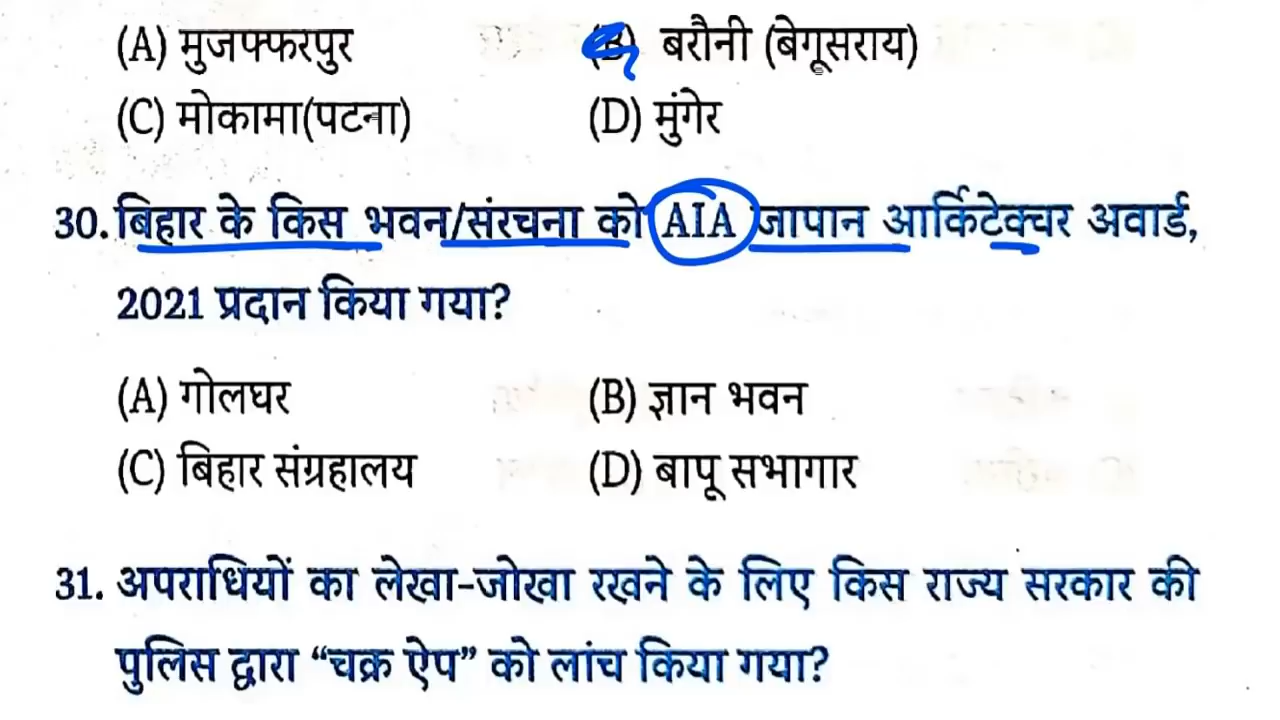 (A) मुजफ्फरपुर (B) बरौनी (बेगूसराय)
(C) मोकामा(पटना) (D) मुंगेर
30. बिहार के किस भवन/संरचना को AIA जापान आर्किटेक्चर अवार्ड,
2021 प्रदान किया गया?
(A) गोलघर (B) ज्ञान भवन
(C) बिहार संग्रहालय (D) बापू सभागार
31. अपराधियों का लेखा-जोखा रखने के लिए किस राज्य सरकार की
पुलिस द्वारा “चक्र ऐप” को लांच किया गया?